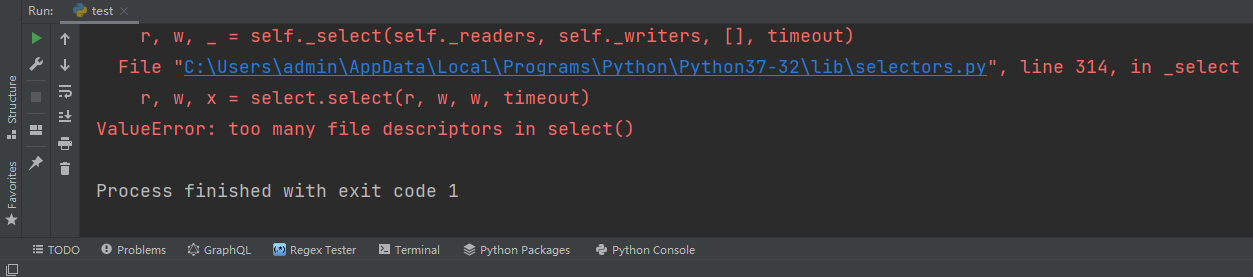 Run: test
r, w, _ = self._select(self._readers, self._writers, [], timeout)
File "C:\Users\admin\AppData\Local\Programs\Python\Python37-32\lib\selectors.py", line 314, in _select
r, w, x = select.select(r, w, w, timeout)
ValueError: too many file descriptors in select()
Process finished with exit code 1
Structure
Favorites
TODO Problems GraphQL Regex Tester Terminal Python Packages Python Console